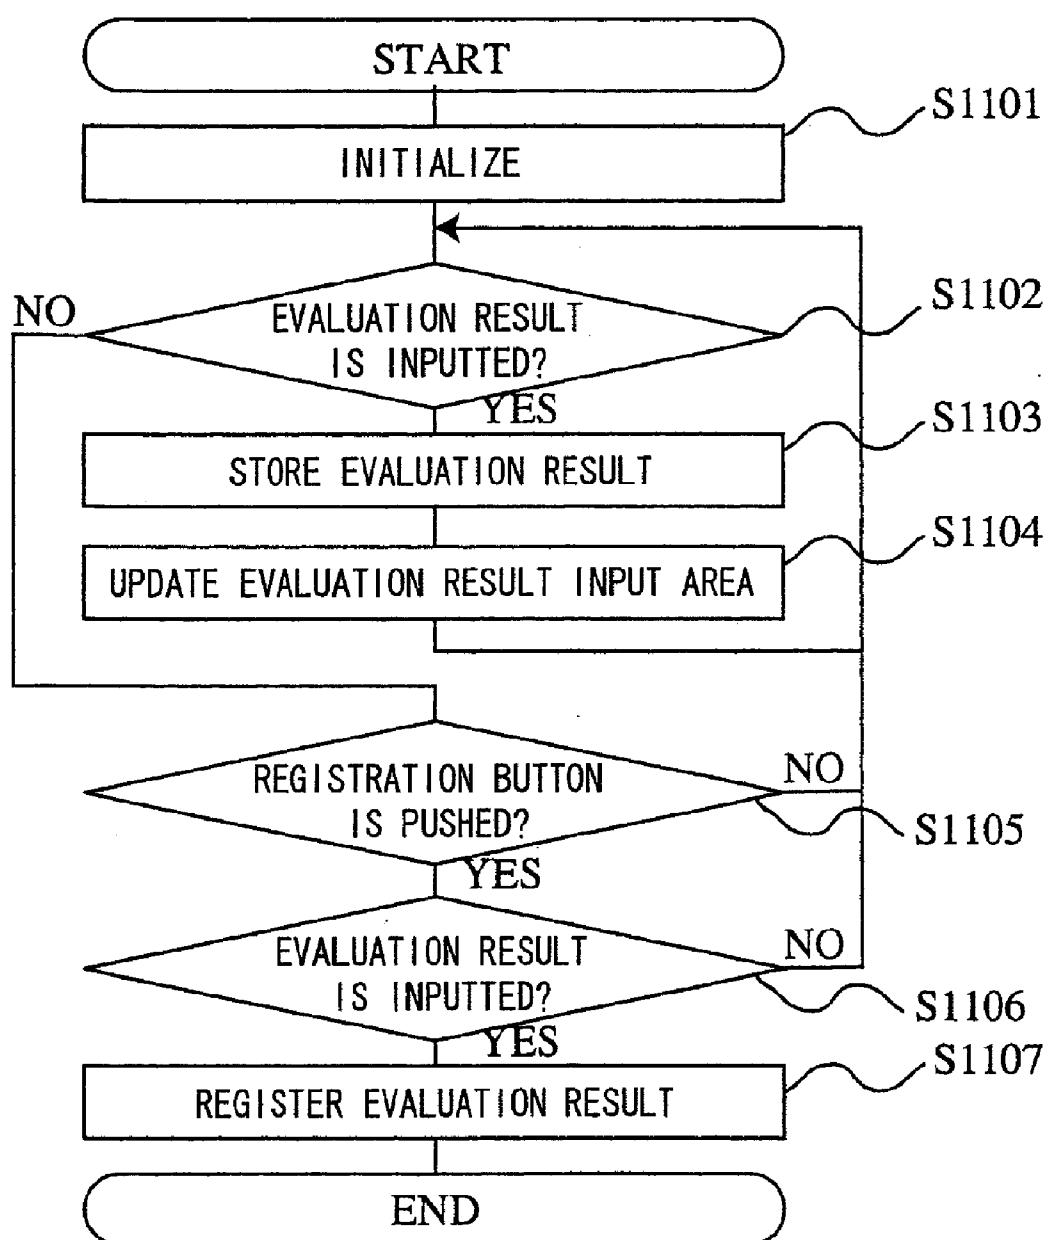 START
S1101
INITIALIZE
NO
EVALUATION RESULT
IS INPUTTED?
S1102
YES
S1103
STORE EVALUATION RESULT
S1104
UPDATE EVALUATION RESULT INPUT AREA
REGISTRATION BUTTON
IS PUSHED?
NO
S1105
YES
EVALUATION RESULT
IS INPUTTED?
NO
S1106
YES
S1107
REGISTER EVALUATION RESULT
END